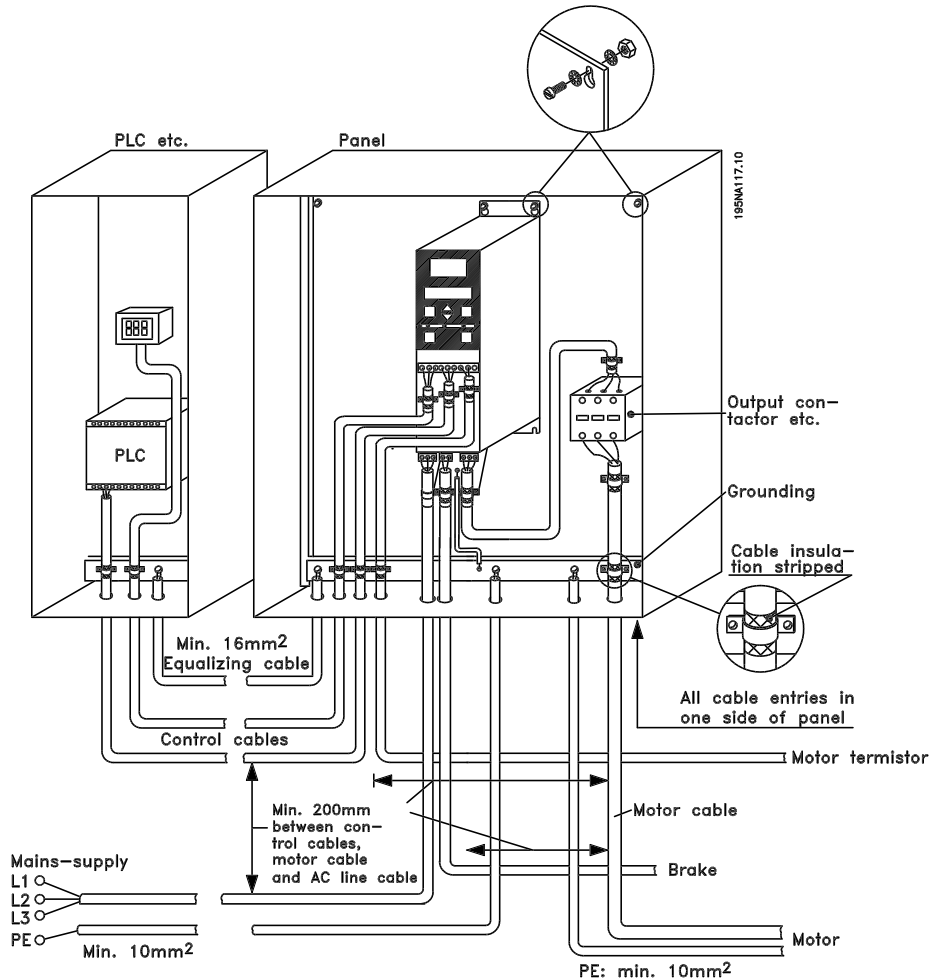 PLC etc.
Panel
195NA117.10
PLC
Output con-
tactor etc.
Grounding
Cable insula-
tion stripped
Min. 16mm2
Equalizing cable
All cable entries in
one side of panel
Control cables
Motor termistor
Min. 200mm
between con-
trol cables,
motor cable
and AC line cable
Motor cable
Mains-supply
L1
L2
L3
PE
Min. 10mm2
Brake
Motor
PE: min. 10mm2